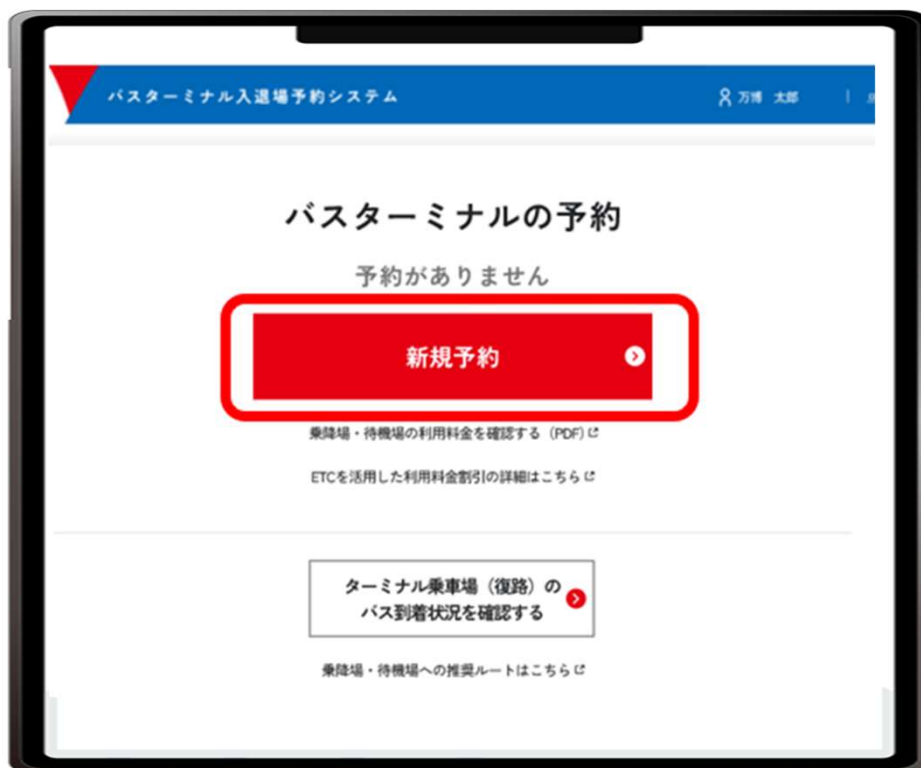 バスターミナル入退場予約システム
万博 太郎
バスターミナルの予約
予約がありません
新規予約
乗降場・待機場の利用料金を確認する（PDF）
ETCを活用した利用料金割引の詳細はこちら
ターミナル乗車場（復路）の
バス到着状況を確認する
乗降場・待機場への推奨ルートはこちら